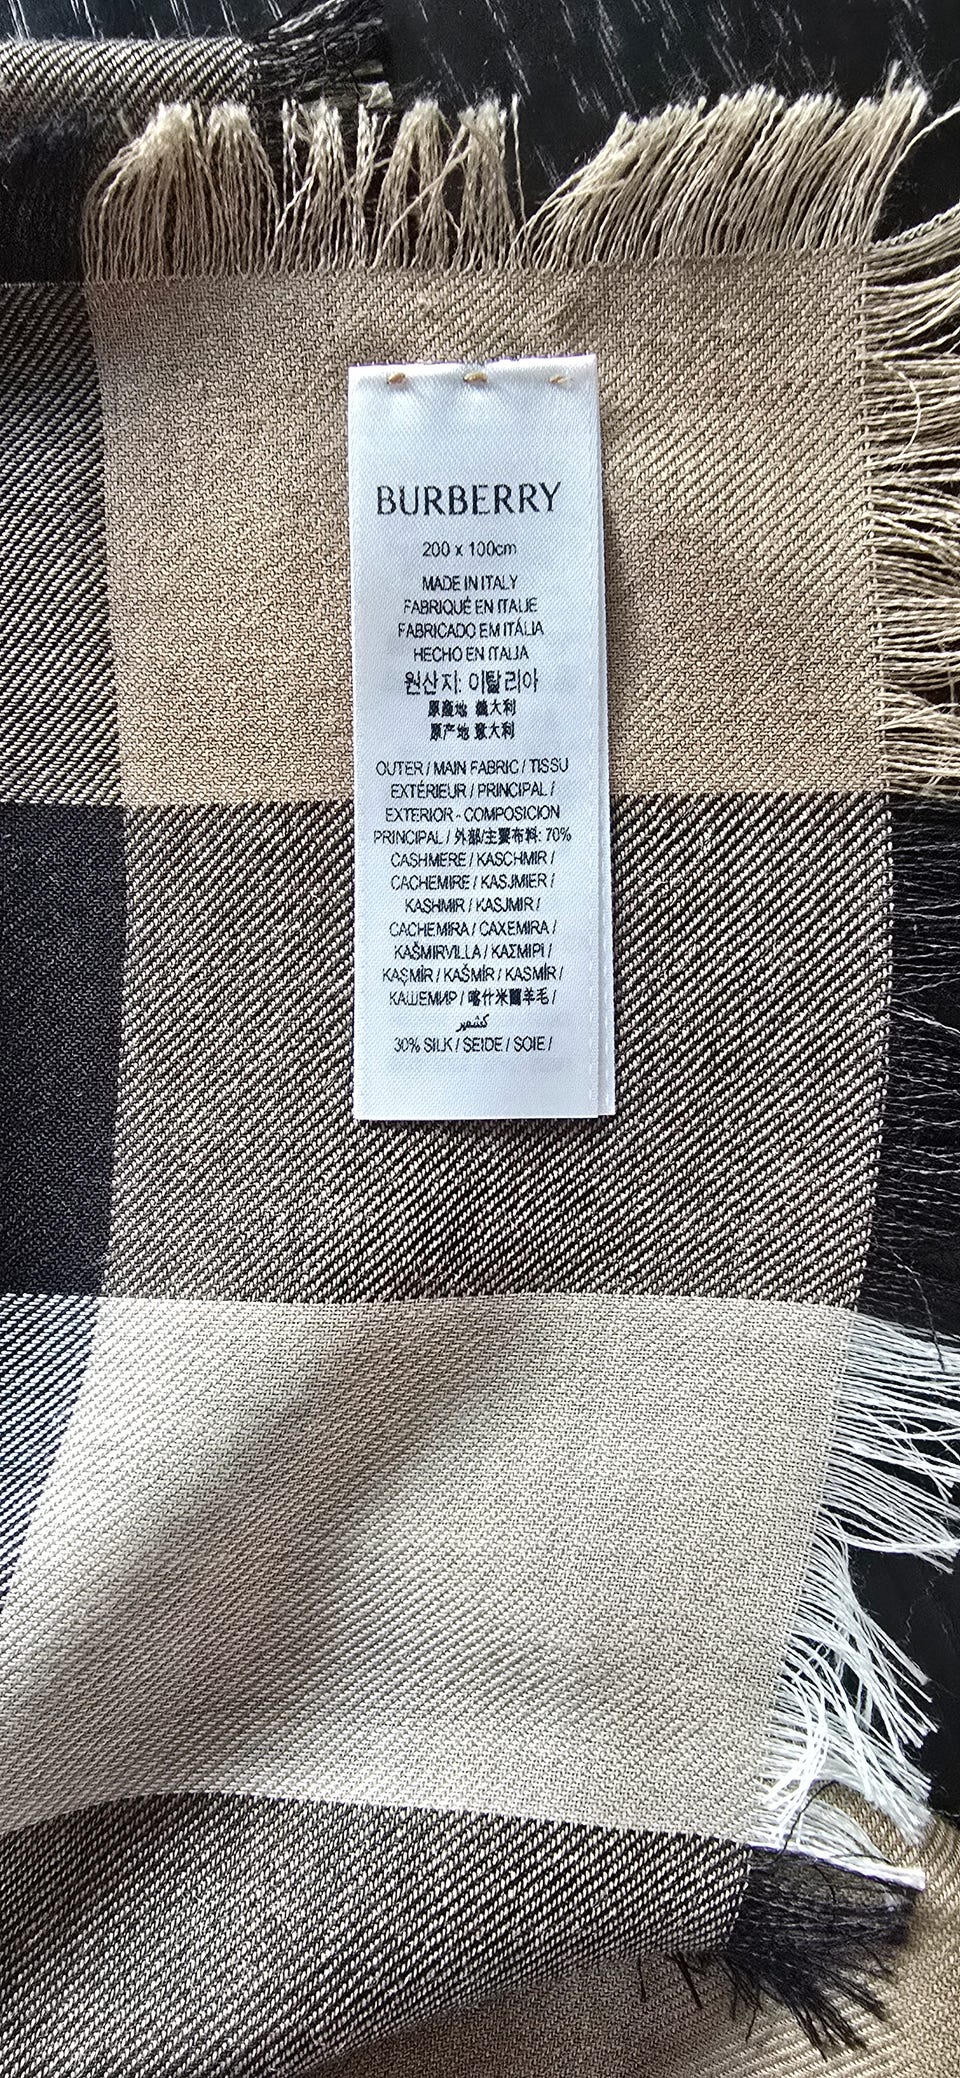 BURBERRY
200 x 100cm
MADE IN ITALY
FABRIQUÉ EN ITALIE
FABRICADO EM ITÁLIA
HECHO EN ITALIA
원산지: 이탈리아
原產地 義大利
原产地 意大利
OUTER / MAIN FABRIC / TISSU
EXTÉRIEUR / PRINCIPAL /
EXTERIOR - COMPOSICION
PRINCIPAL / 外部/主要布料: 70%
CASHMERE / KASCHMIR /
CACHEMIRE / KASJMIER /
KASHMIR / KASJMIR /
CACHEMIRA / CAXEMIRA /
KAŠMIRVILLA / ΚΑΣΜΙΡΙ /
KAŞMİR / KAŠMÍR / KASMÍR /
КАШЕМИР / 喀什米爾羊毛 /
كشمير
30% SILK / SEIDE / SOIE /